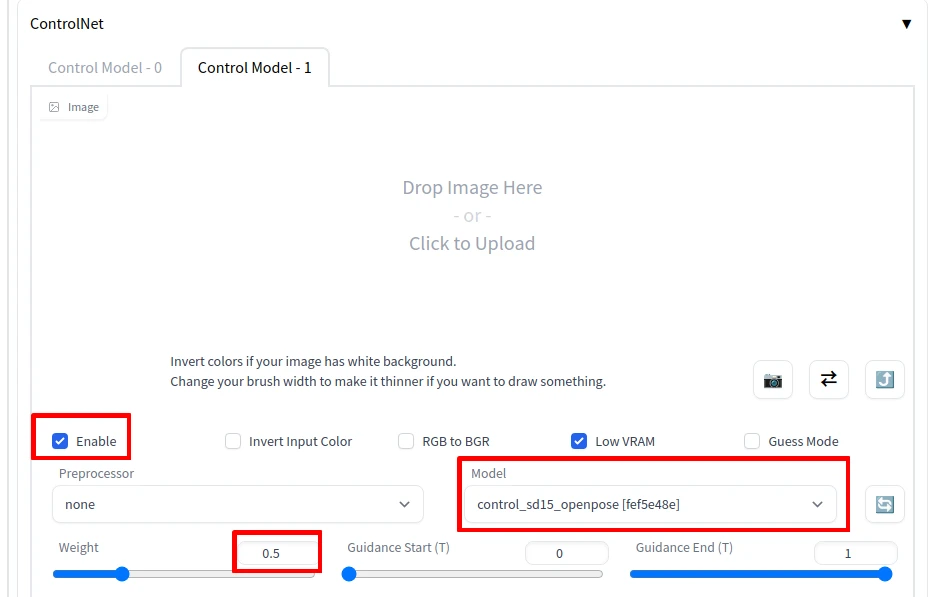 ControlNet
Control Model - 0
Control Model - 1
Image
Drop Image Here
- or -
Click to Upload
Invert colors if your image has white background.
Change your brush width to make it thinner if you want to draw something.
Enable
Invert Input Color
RGB to BGR
Low VRAM
Guess Mode
Preprocessor
Model
none
control_sd15_openpose [fef5e48e]
Weight
0.5
Guidance Start (T)
0
Guidance End (T)
1